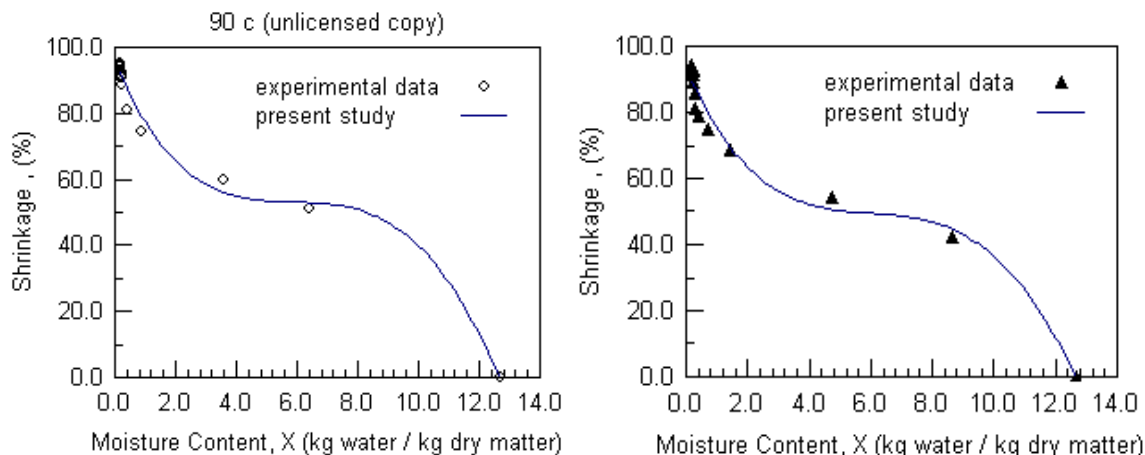 90 c (unlicensed copy)
100.0
80.0
60.0
40.0
20.0
0.0
Shrinkage , (%)
experimental data
present study
0.0 2.0 4.0 6.0 8.0 10.0 12.0 14.0
Moisture Content, X (kg water / kg dry matter)
100.0
80.0
60.0
40.0
20.0
0.0
Shrinkage , (%)
experimental data
present study
0.0 2.0 4.0 6.0 8.0 10.0 12.0 14.0
Moisture Content, X (kg water / kg dry matter)